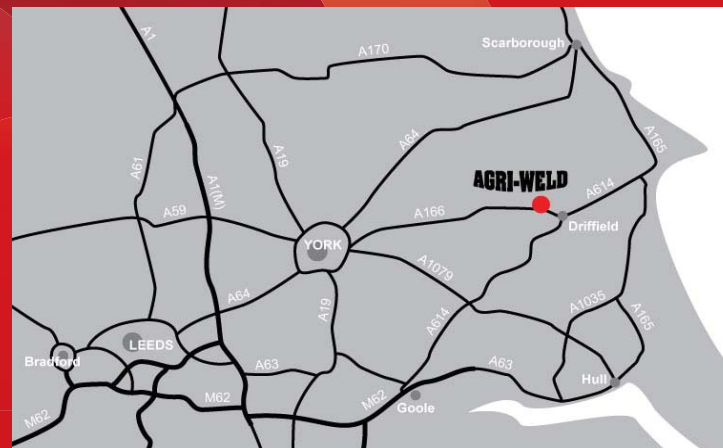 A1
Scarborough
A170
A64
A19
A165
A61
A1(M)
AGRI-WELD
A614
A59
A166
Driffield
YORK
A1079
A64
A19
A614
A1035
A165
LEEDS
Bradford
A63
A63
Hull
M62
M62
Goole
M62